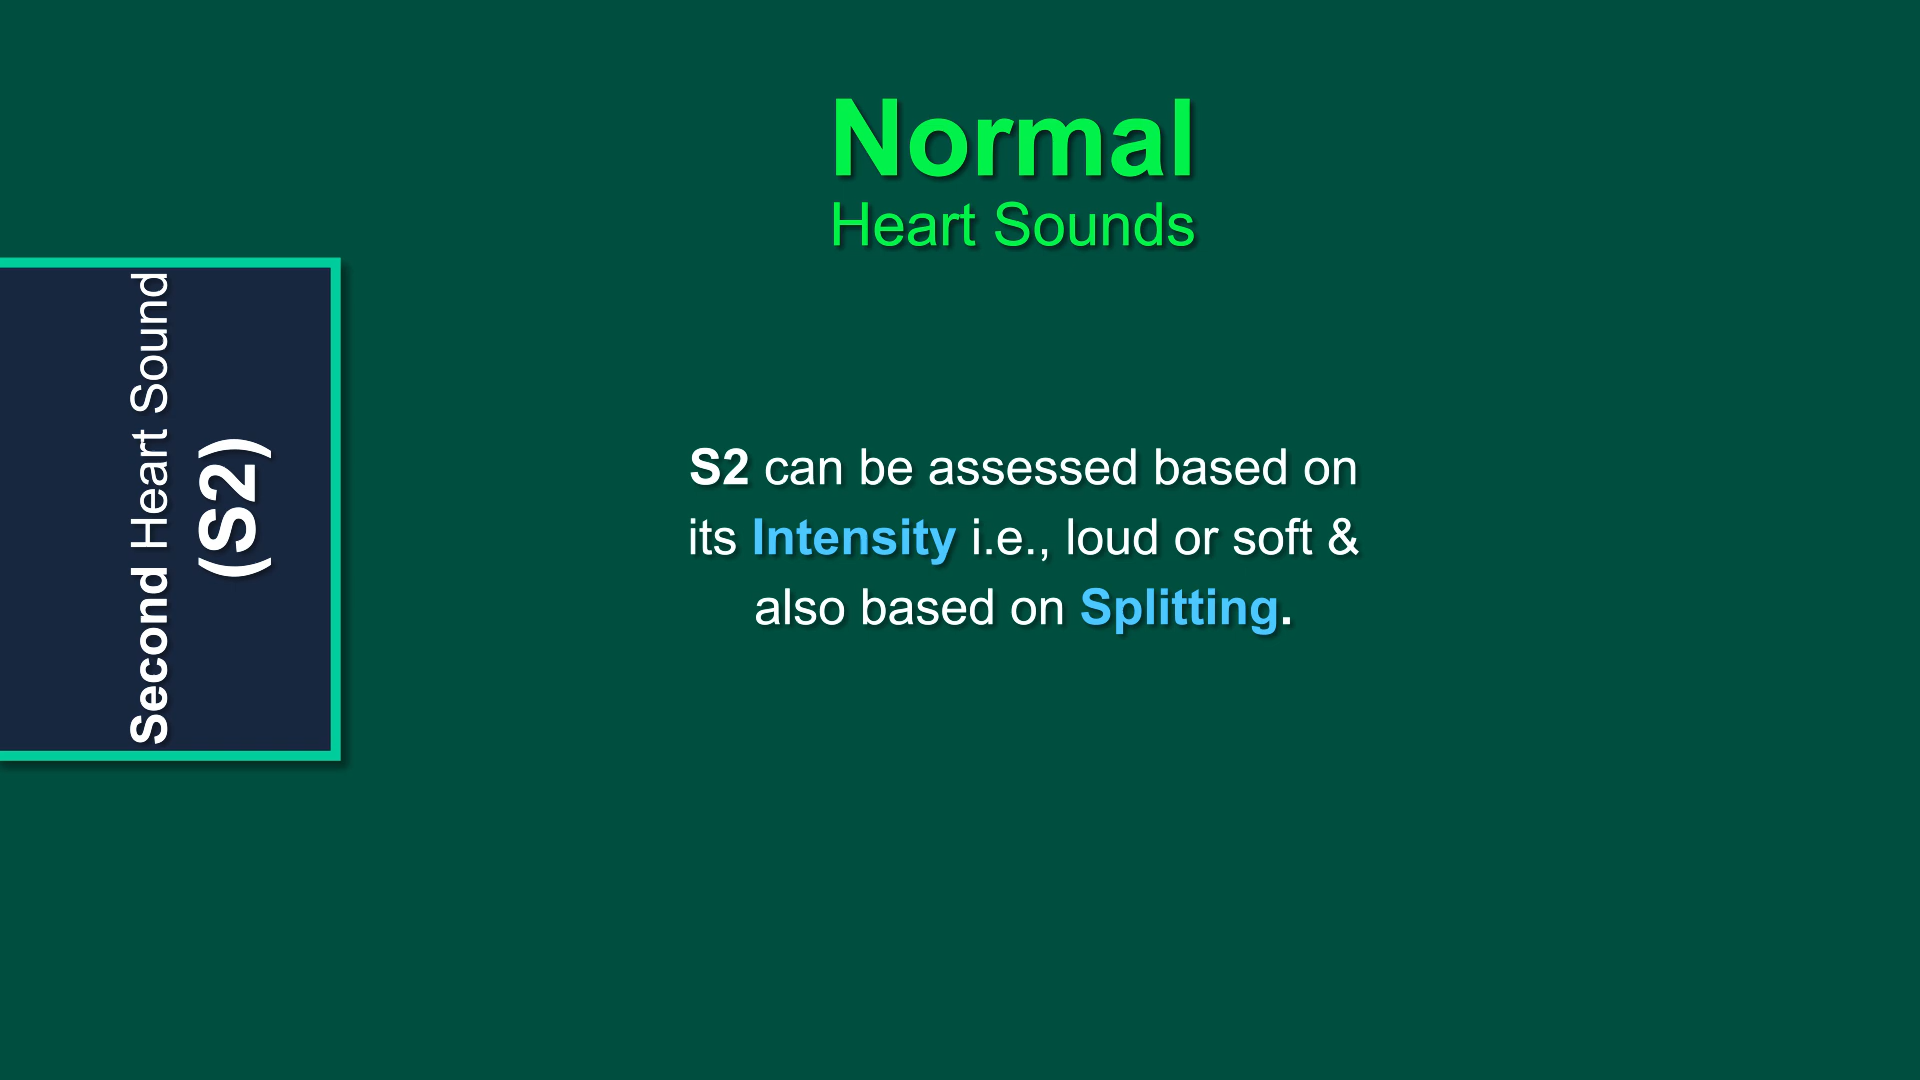 Normal
Heart Sounds
Second Heart Sound
(S2)
S2 can be assessed based on
its Intensity i.e., loud or soft &
also based on Splitting.